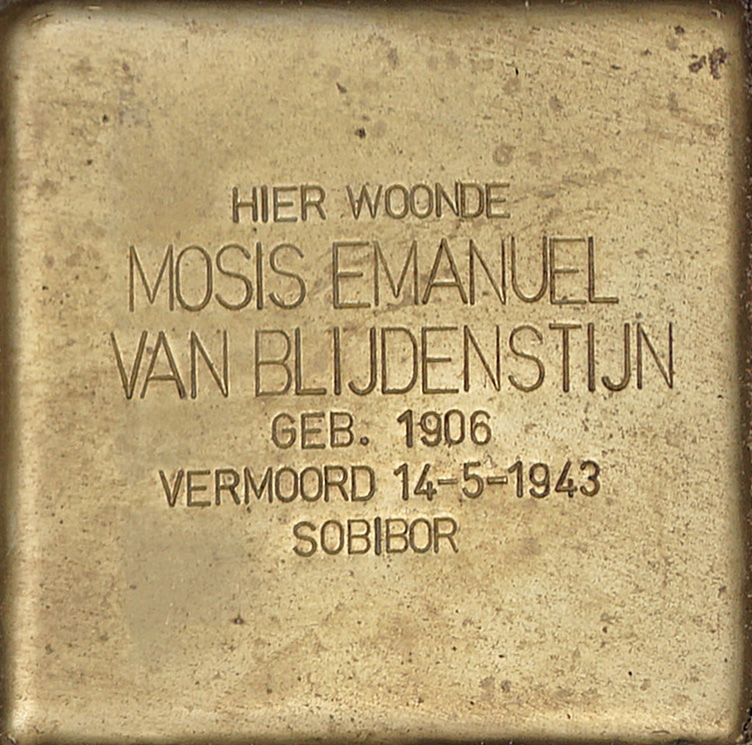 HIER WOONDE
MOSIS EMANUEL
VAN BLIJDENSTIJN
GEB. 1906
VERMOORD 14-5-1943
SOBIBOR